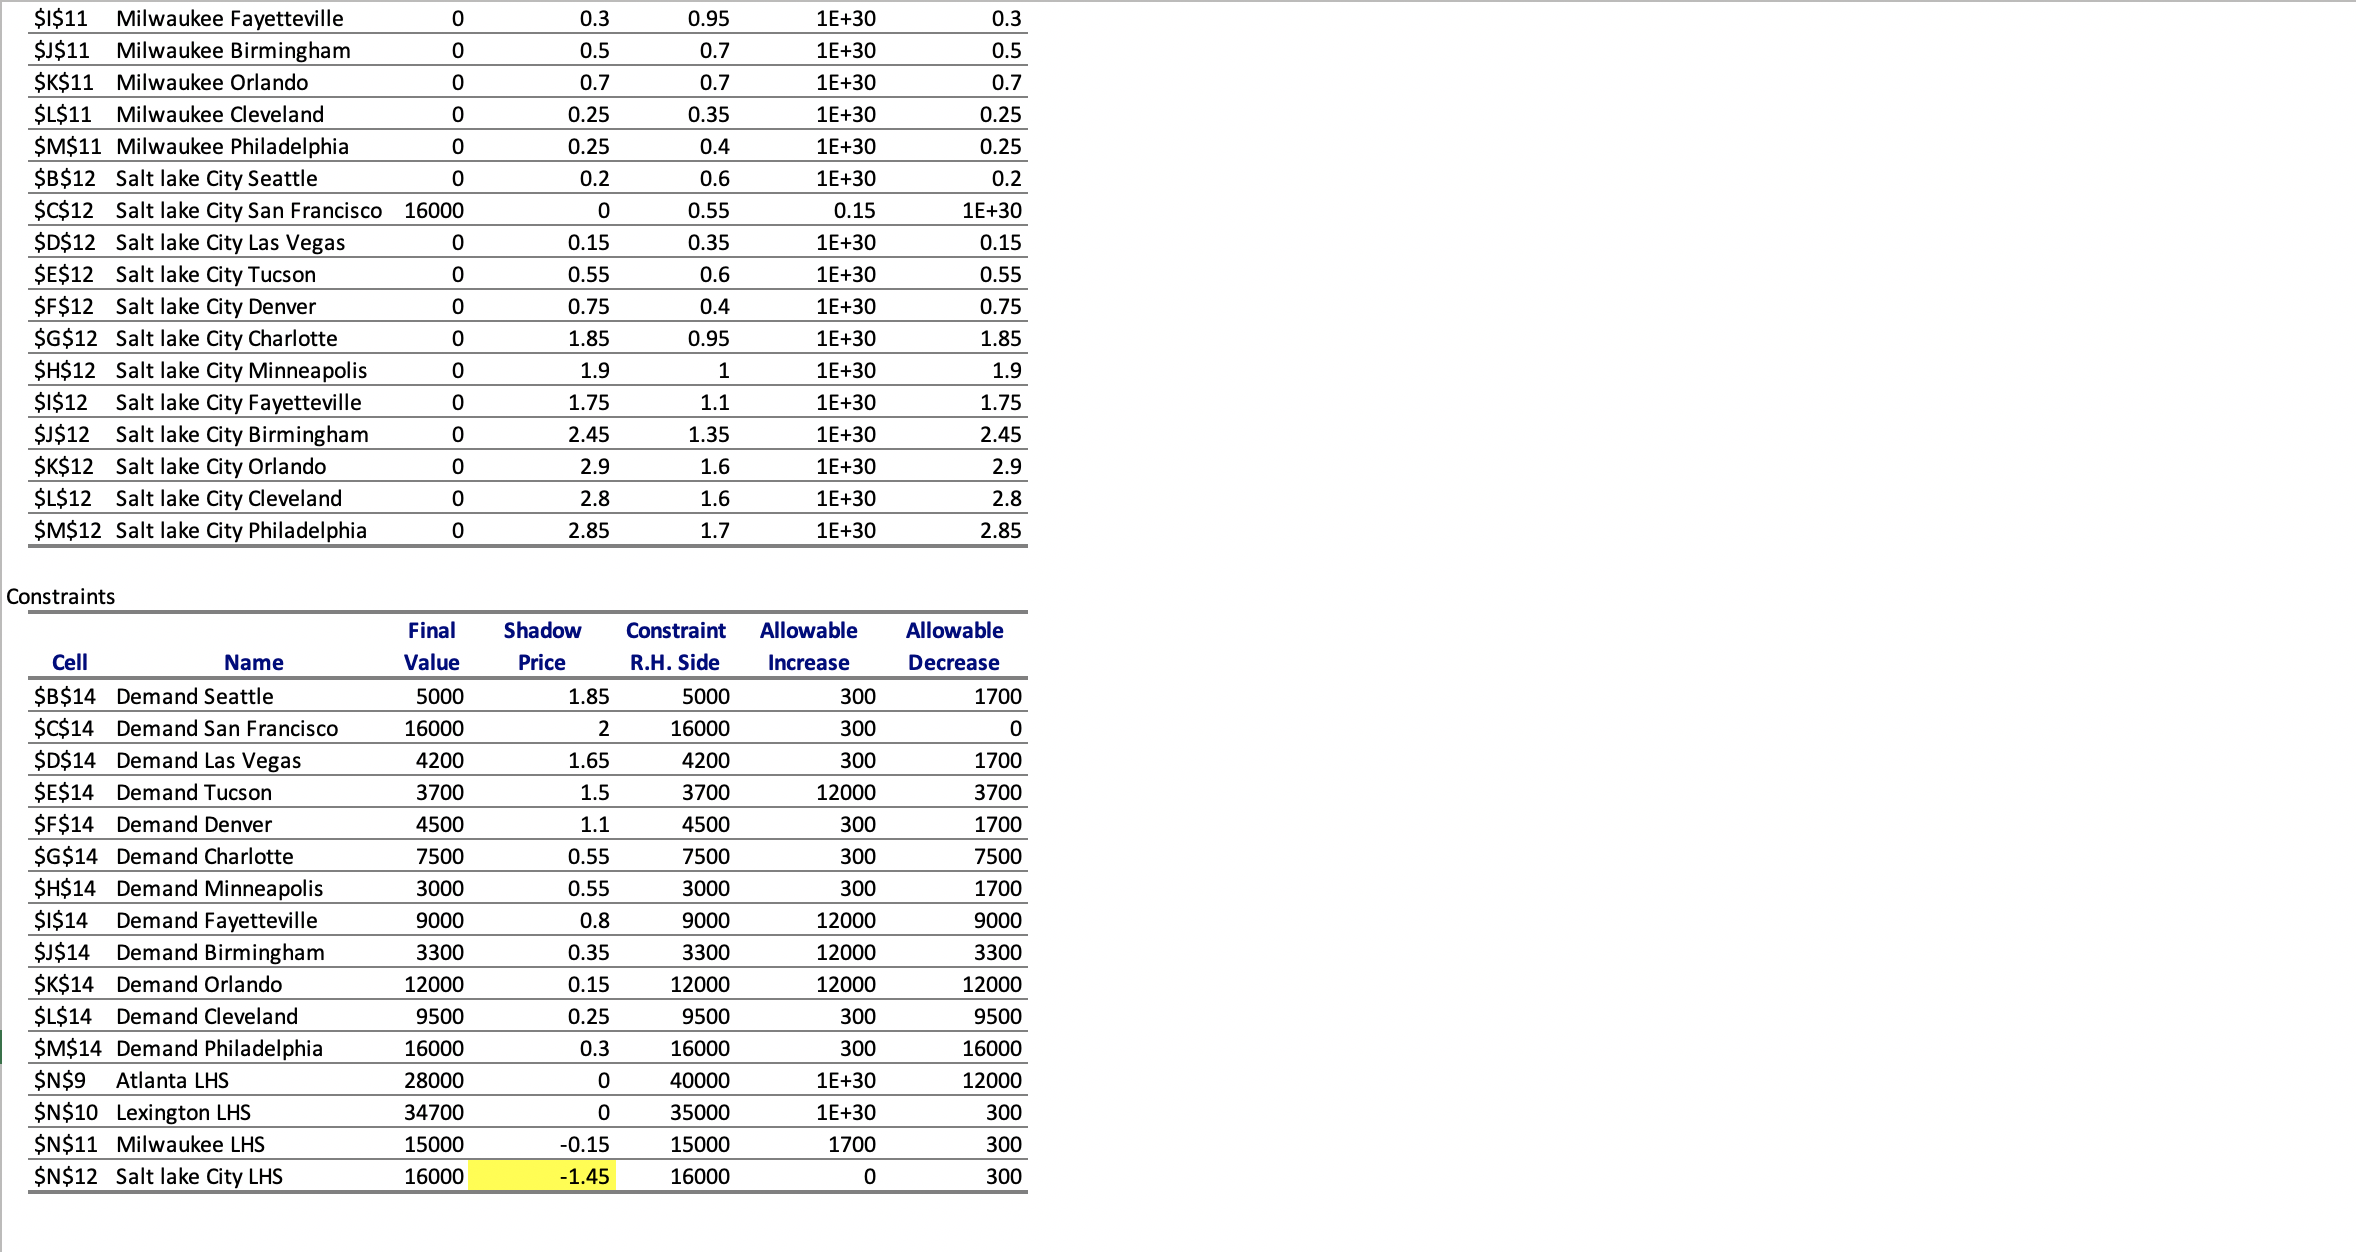 $I$11 Milwaukee Fayetteville 0 0.3 0.95 1E+30 0.3
$J$11 Milwaukee Birmingham 0 0.5 0.7 1E+30 0.5
$K$11 Milwaukee Orlando 0 0.7 0.7 1E+30 0.7
$L$11 Milwaukee Cleveland 0 0.25 0.35 1E+30 0.25
$M$11 Milwaukee Philadelphia 0 0.25 0.4 1E+30 0.25
$B$12 Salt lake City Seattle 0 0.2 0.6 1E+30 0.2
$C$12 Salt lake City San Francisco 16000 0 0.55 0.15 1E+30
$D$12 Salt lake City Las Vegas 0 0.15 0.35 1E+30 0.15
$E$12 Salt lake City Tucson 0 0.55 0.6 1E+30 0.55
$F$12 Salt lake City Denver 0 0.75 0.4 1E+30 0.75
$G$12 Salt lake City Charlotte 0 1.85 0.95 1E+30 1.85
$H$12 Salt lake City Minneapolis 0 1.9 1 1E+30 1.9
$I$12 Salt lake City Fayetteville 0 1.75 1.1 1E+30 1.75
$J$12 Salt lake City Birmingham 0 2.45 1.35 1E+30 2.45
$K$12 Salt lake City Orlando 0 2.9 1.6 1E+30 2.9
$L$12 Salt lake City Cleveland 0 2.8 1.6 1E+30 2.8
$M$12 Salt lake City Philadelphia 0 2.85 1.7 1E+30 2.85
Constraints
Final Shadow Constraint Allowable Allowable
Cell Name Value Price R.H. Side Increase Decrease
$B$14 Demand Seattle 5000 1.85 5000 300 1700
$C$14 Demand San Francisco 16000 2 16000 300 0
$D$14 Demand Las Vegas 4200 1.65 4200 300 1700
$E$14 Demand Tucson 3700 1.5 3700 12000 3700
$F$14 Demand Denver 4500 1.1 4500 300 1700
$G$14 Demand Charlotte 7500 0.55 7500 300 7500
$H$14 Demand Minneapolis 3000 0.55 3000 300 1700
$I$14 Demand Fayetteville 9000 0.8 9000 12000 9000
$J$14 Demand Birmingham 3300 0.35 3300 12000 3300
$K$14 Demand Orlando 12000 0.15 12000 12000 12000
$L$14 Demand Cleveland 9500 0.25 9500 300 9500
$M$14 Demand Philadelphia 16000 0.3 16000 300 16000
$N$9 Atlanta LHS 28000 0 40000 1E+30 12000
$N$10 Lexington LHS 34700 0 35000 1E+30 300
$N$11 Milwaukee LHS 15000 -0.15 15000 1700 300
$N$12 Salt lake City LHS 16000 -1.45 16000 0 300